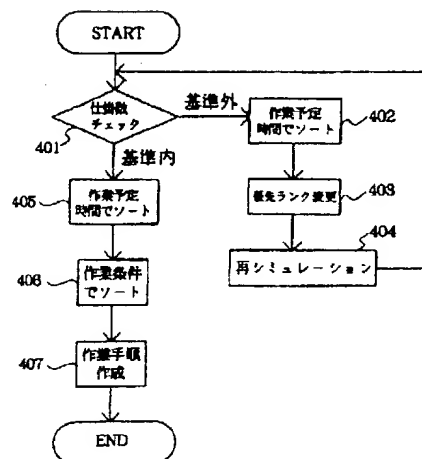 START
仕掛数
チェック
401
基準外
基準内
作業予定
時間でソート
402
優先ランク変更
403
再シミュレーション
404
405
作業予定
時間でソート
406
作業条件
でソート
407
作業手順
作成
END